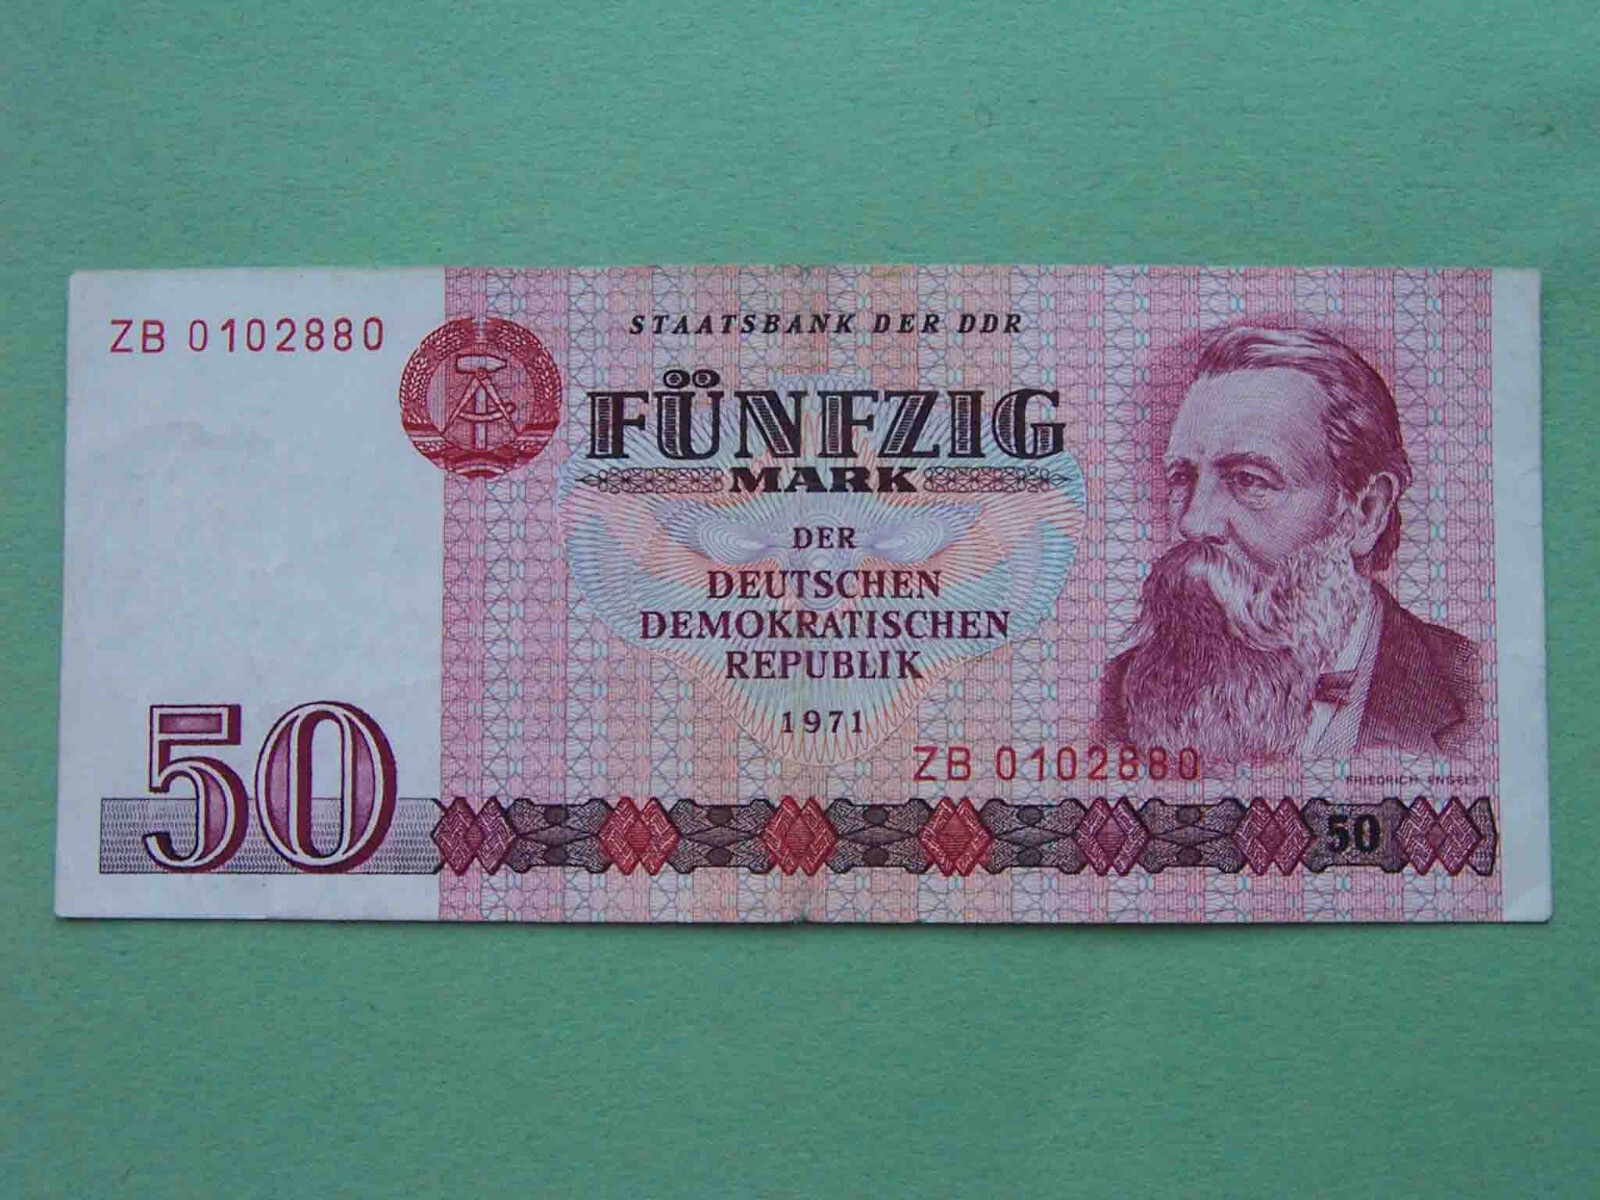 ZB 0102880
STAATSBANK DER DDR
FÜNFZIG
MARK
DER
DEUTSCHEN
DEMOKRATISCHEN
REPUBLIK
1971
ZB 0102880
FRIEDRICH ENGELS
50
50